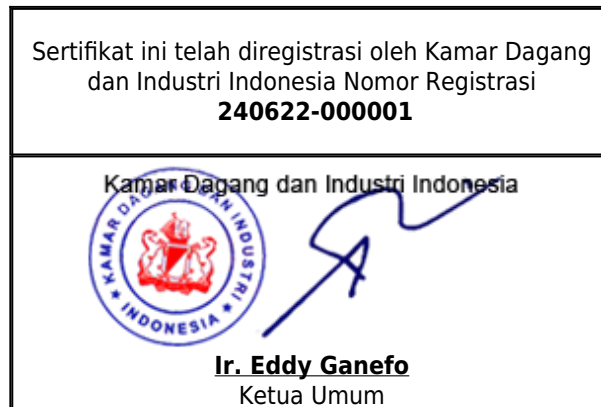 Sertifikat ini telah diregistrasi oleh Kamar Dagang
dan Industri Indonesia Nomor Registrasi
240622-000001
Kamar Dagang dan Industri Indonesia
KAMAR DAGANG DAN INDUSTRI
INDONESIA
Ir. Eddy Ganefo
Ketua Umum